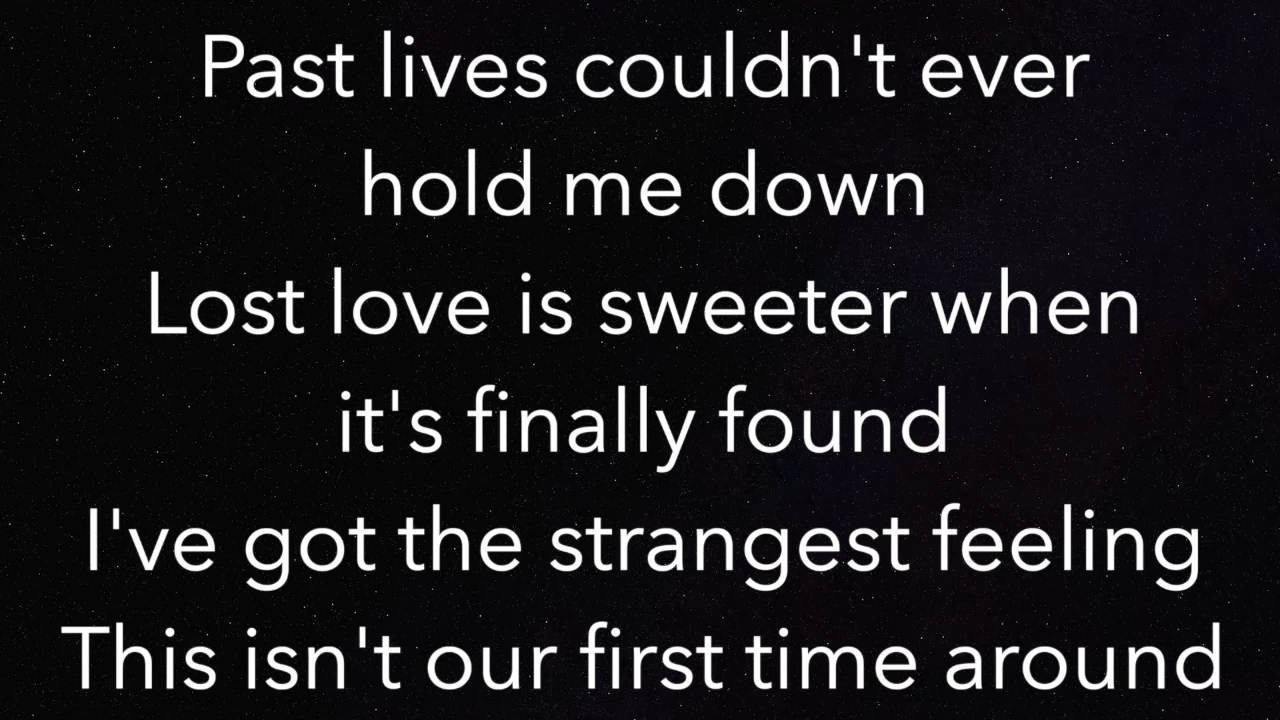 Past lives couldn't ever
hold me down
Lost love is sweeter when
it's finally found
I've got the strangest feeling
This isn't our first time around